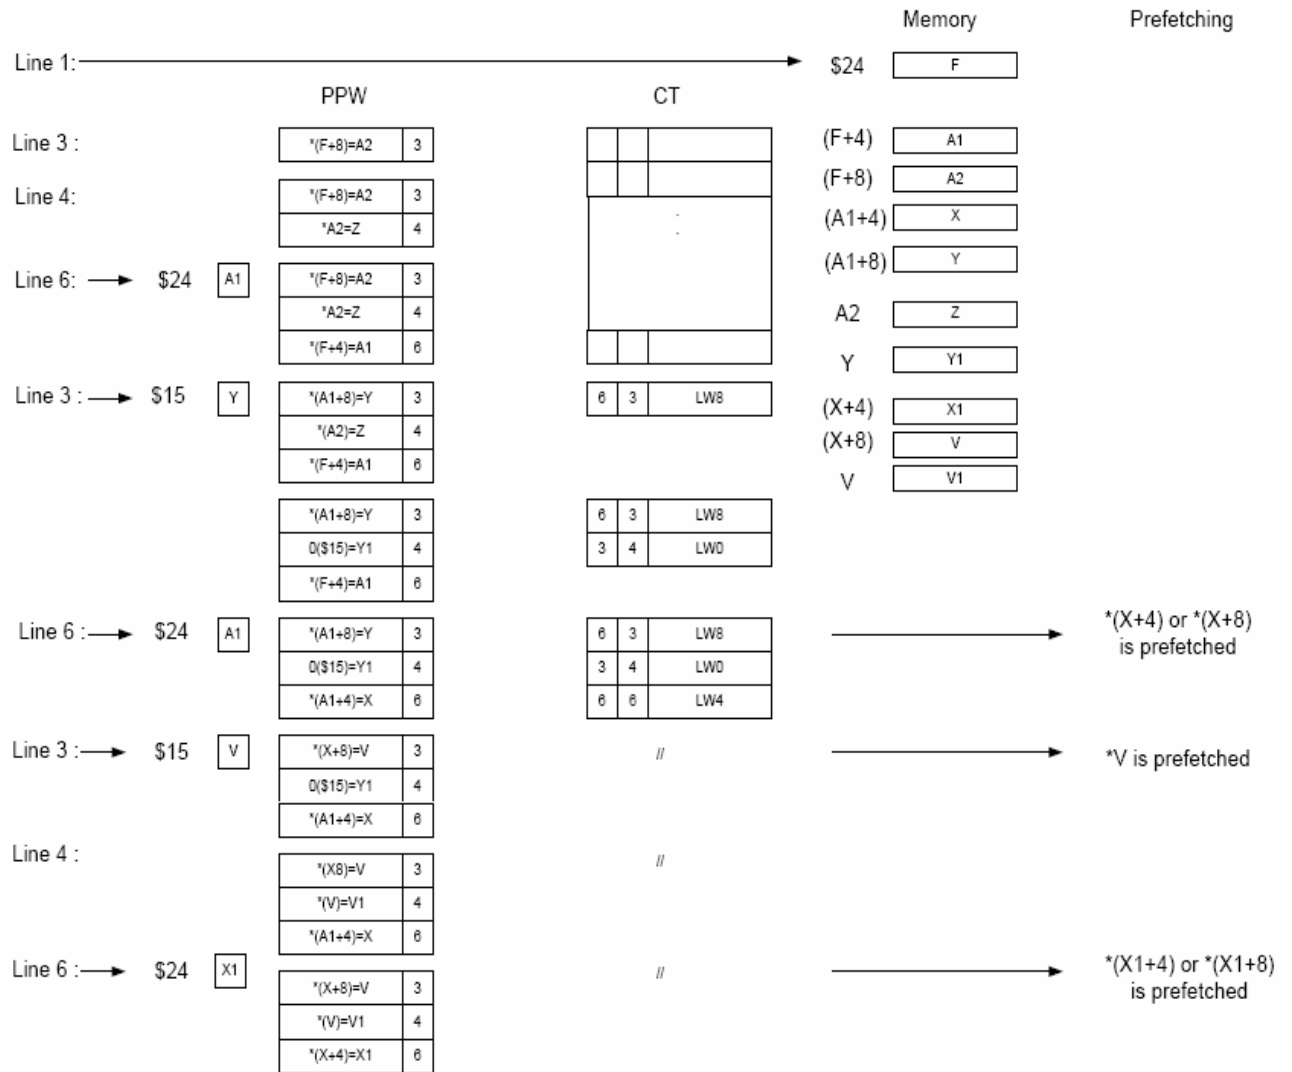 Memory Prefetching
Line 1: $24 F
PPW CT
Line 3 : *(F+8)=A2 3 (F+4) A1
Line 4: *(F+8)=A2 3 (F+8) A2
*A2=Z 4 : (A1+4) X
Line 6: $24 A1 *(F+8)=A2 3 (A1+8) Y
*A2=Z 4 A2 Z
*(F+4)=A1 6 Y Y1
Line 3 : $15 Y *(A1+8)=Y 3 6 3 LW8 (X+4) X1
*(A2)=Z 4 (X+8) V
*(F+4)=A1 6 V V1
*(A1+8)=Y 3 6 3 LW8
0($15)=Y1 4 3 4 LW0
*(F+4)=A1 6
Line 6 : $24 A1 *(A1+8)=Y 3 6 3 LW8 *(X+4) or *(X+8)
0($15)=Y1 4 3 4 LW0 is prefetched
*(A1+4)=X 6 6 6 LW4
Line 3 : $15 V *(X+8)=V 3 // *V is prefetched
0($15)=Y1 4
*(A1+4)=X 6
Line 4 : *(X8)=V 3 //
*(V)=V1 4
*(A1+4)=X 6
Line 6 : $24 X1 *(X+8)=V 3 // *(X1+4) or *(X1+8)
*(V)=V1 4 is prefetched
*(X+4)=X1 6